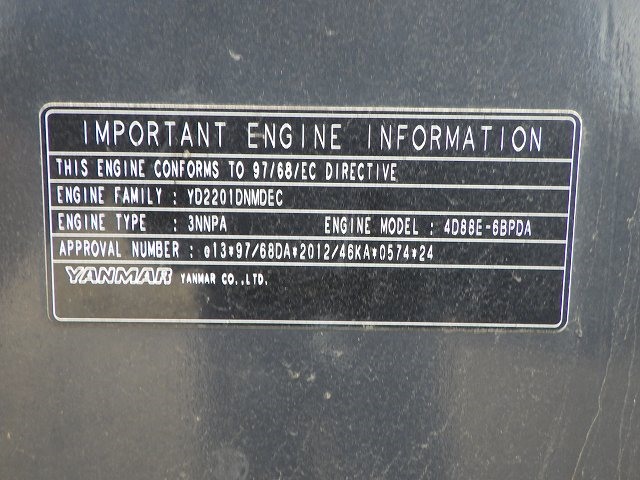 IMPORTANT ENGINE INFORMATION
THIS ENGINE CONFORMS TO 97/68/EC DIRECTIVE
ENGINE FAMILY : YD2201DNMDEC
ENGINE TYPE : 3NNPA ENGINE MODEL : 4D88E-6BPDA
APPROVAL NUMBER : e13*97/68DA*2012/46KA*0574*24
YANMAR YANMAR CO.,LTD.